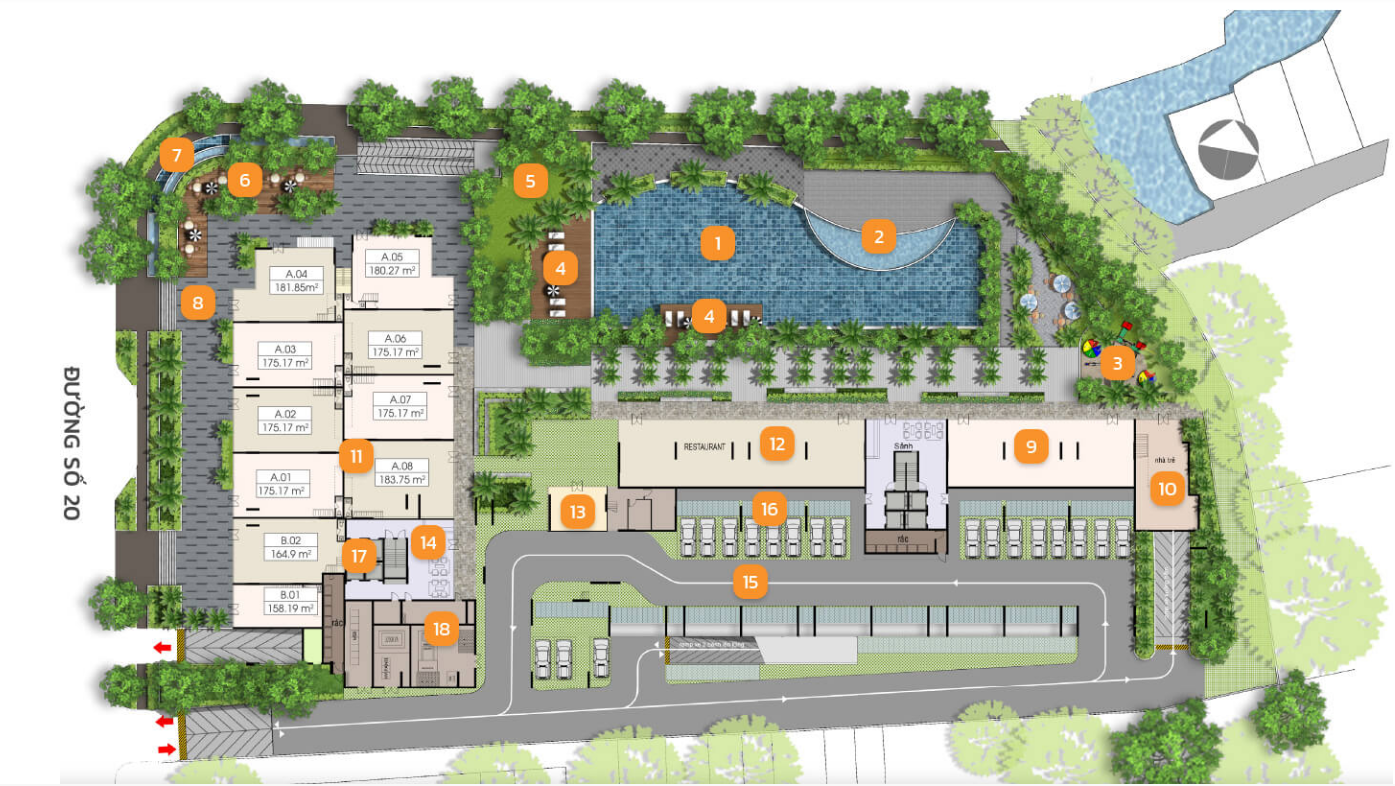 7
6
5
1
2
4
A.05
180.27 m²
A.04
181.85m²
8
4
A.06
175.17 m²
A.03
175.17 m²
3
A.07
175.17 m²
A.02
175.17 m²
ĐƯỜNG SỐ 20
11
A.08
183.75 m²
A.01
175.17 m²
RESTAURANT
12
Sảnh
9
nhà trẻ
10
13
16
B.02
164.9 m²
17
14
rác
15
B.01
158.19 m²
rác
18